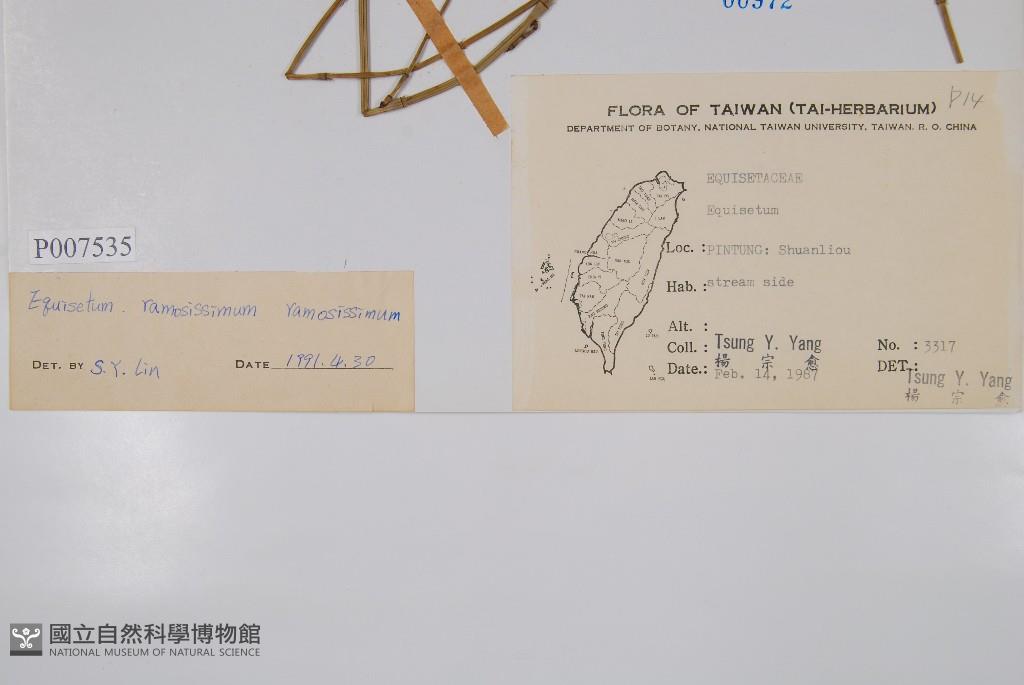 00972
P14
FLORA OF TAIWAN (TAI-HERBARIUM)
DEPARTMENT OF BOTANY, NATIONAL TAIWAN UNIVERSITY, TAIWAN, R. O. CHINA
EQUISETACEAE
Equisetum
Loc. : PINTUNG: Shuanliou
Hab. : stream side
Alt. :
Coll. : Tsung Y. Yang No. : 3317
楊 宗 愈 DET. :
Date. : Feb. 14, 1987 Tsung Y. Yang
楊 宗 愈
P007535
Equisetum. ramosissimum ramosissimum
DET. BY S.Y. Lin DATE 1991.4.30
國立自然科學博物館
NATIONAL MUSEUM OF NATURAL SCIENCE